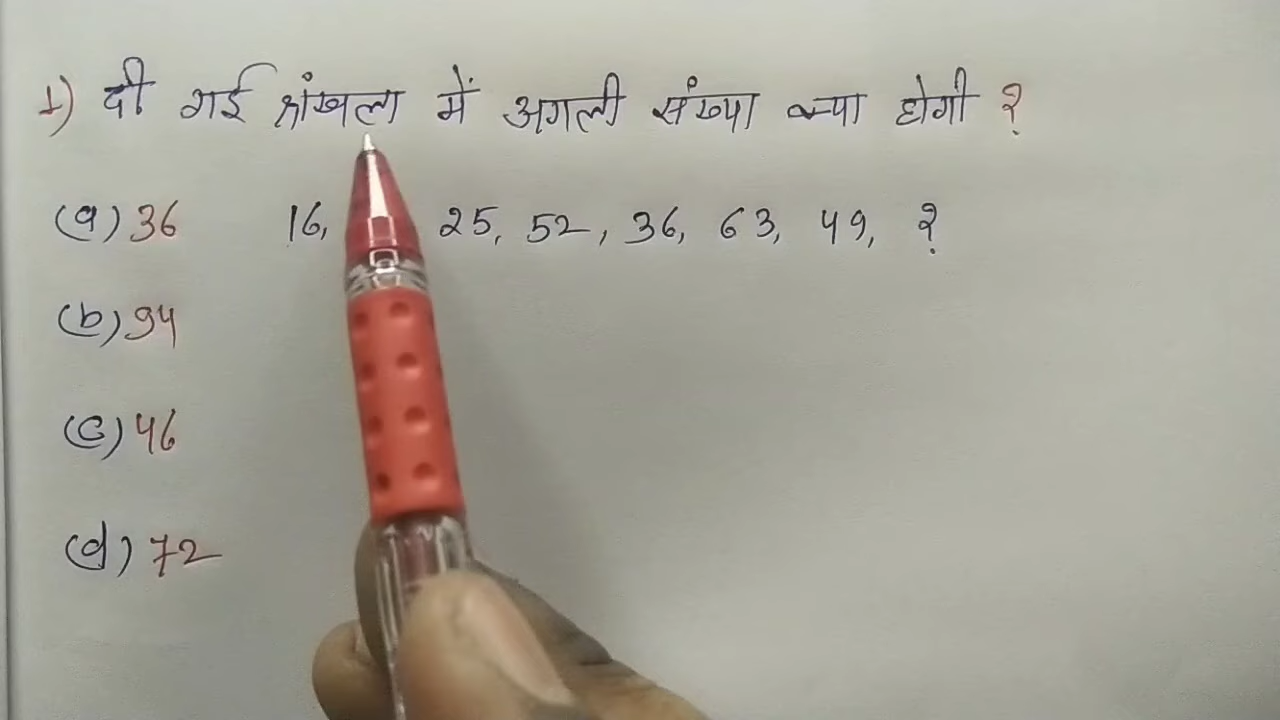 1) दी गई श्रंखला में अगली संख्या क्या होगी ?
(a) 36 16, 25, 52, 36, 63, 49, ?
(b) 94
(c) 46
(d) 72